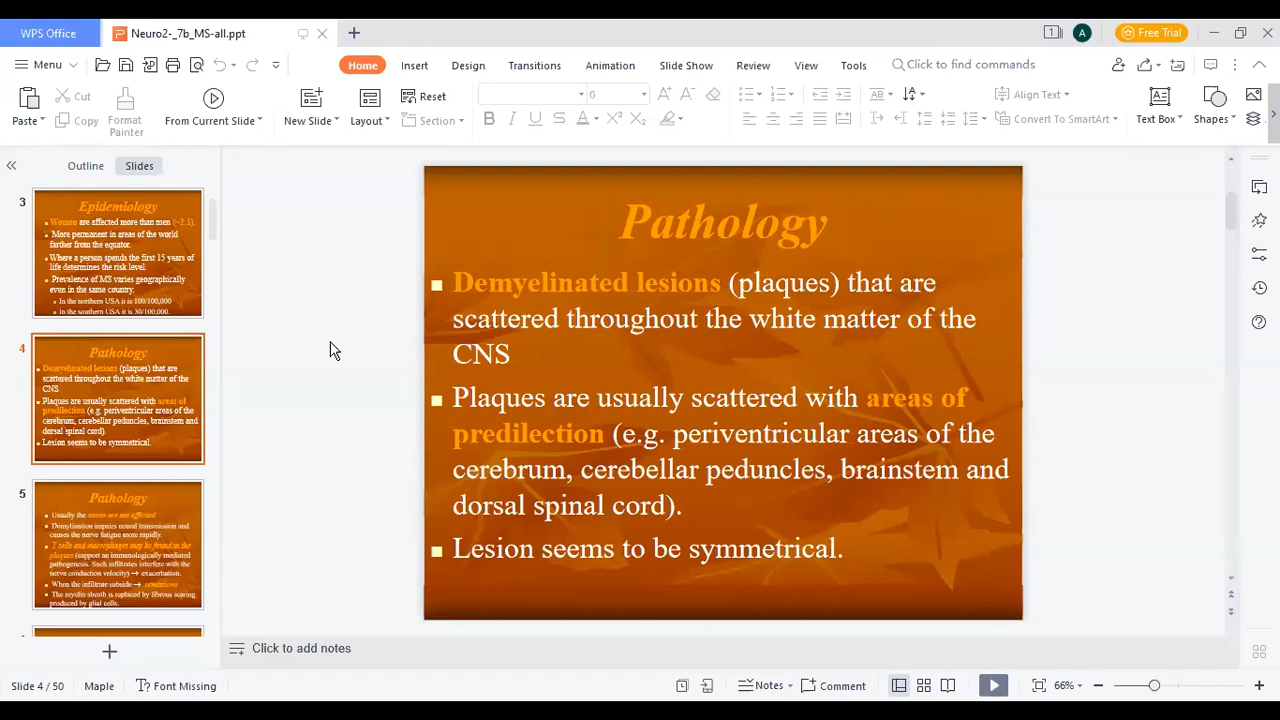 WPS Office
Neuro2-_7b_MS-all.ppt
1
A
Free Trial
Menu
Home
Insert
Design
Transitions
Animation
Slide Show
Review
View
Tools
Click to find commands
Paste
Cut
Copy
Format
Painter
From Current Slide
New Slide
Layout
Reset
Section
0
B I U S A X² X₂
AB
Align Text
Convert To SmartArt
Text Box
Shapes
Outline
Slides
3
Epidemiology
Women are affected more than men (~2:1).
More permanent in areas of the world
farther from the equator.
Where a person spends the first 15 years of
life determines the risk level.
Prevalence of MS varies geographically
even in the same country.
In the northern USA it is 100/100,000
In the southern USA it is 30/100,000.
4
Pathology
Demyelinated lesions (plaques) that are
scattered throughout the white matter of the
CNS
Plaques are usually scattered with areas of
predilection (e.g. periventricular areas of the
cerebrum, cerebellar peduncles, brainstem and
dorsal spinal cord).
Lesion seems to be symmetrical.
5
Pathology
Usually the axons are not affected
Demyelination impairs neural transmission and
causes the nerve fatigue more rapidly.
T cells and macrophages may be found in the
plaques (support an immunologically mediated
pathogenesis. Such infiltrates interfere with the
nerve conduction velocity) → exacerbation.
When the infiltrate subside → remissions
The myelin sheath is replaced by fibrous scaring
produced by glial cells.
Pathology
Demyelinated lesions (plaques) that are
scattered throughout the white matter of the
CNS
Plaques are usually scattered with areas of
predilection (e.g. periventricular areas of the
cerebrum, cerebellar peduncles, brainstem and
dorsal spinal cord).
Lesion seems to be symmetrical.
Click to add notes
Slide 4 / 50
Maple
Font Missing
Notes
Comment
66%